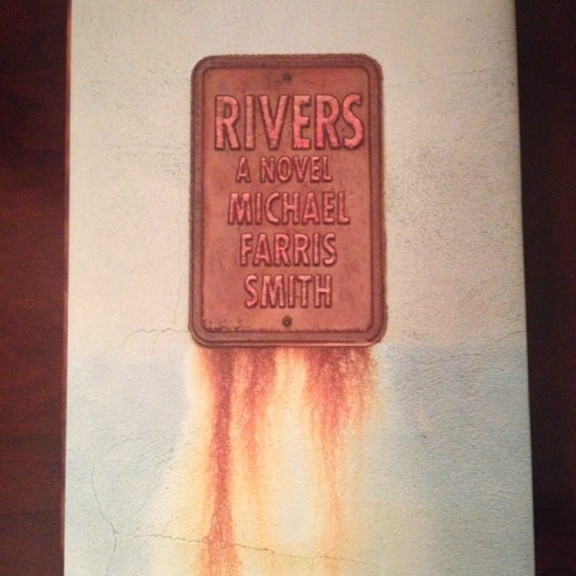 RIVERS
A NOVEL
MICHAEL
FARRIS
SMITH